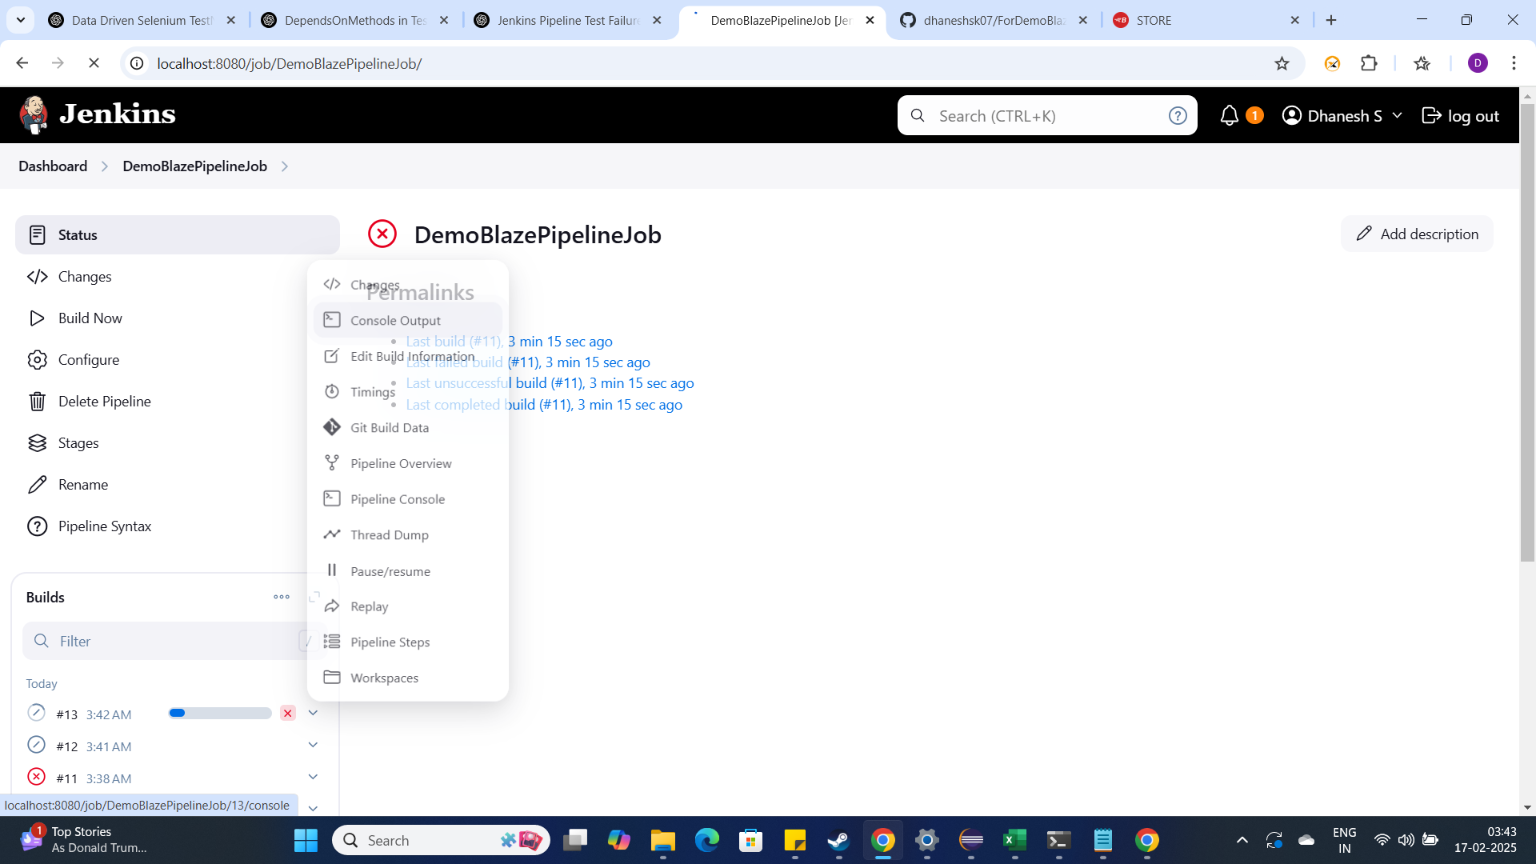 Data Driven Selenium Test
DependsOnMethods in Tes
Jenkins Pipeline Test Failure
DemoBlazePipelineJob [Jen
dhaneshsk07/ForDemoBla
STORE
localhost:8080/job/DemoBlazePipelineJob/
D
Jenkins
Search (CTRL+K)
?
1
Dhanesh S
log out
Dashboard
DemoBlazePipelineJob
Status
Changes
Build Now
Configure
Delete Pipeline
Stages
Rename
Pipeline Syntax
DemoBlazePipelineJob
Add description
Permalinks
Last build (#11), 3 min 15 sec ago
Last failed build (#11), 3 min 15 sec ago
Last unsuccessful build (#11), 3 min 15 sec ago
Last completed build (#11), 3 min 15 sec ago
Changes
Console Output
Edit Build Information
Timings
Git Build Data
Pipeline Overview
Pipeline Console
Thread Dump
Pause/resume
Replay
Pipeline Steps
Workspaces
Builds
Filter
/
Today
#13 3:42 AM
#12 3:41 AM
#11 3:38 AM
localhost:8080/job/DemoBlazePipelineJob/13/console
1
Top Stories
As Donald Trum...
Search
ENG
IN
03:43
17-02-2025